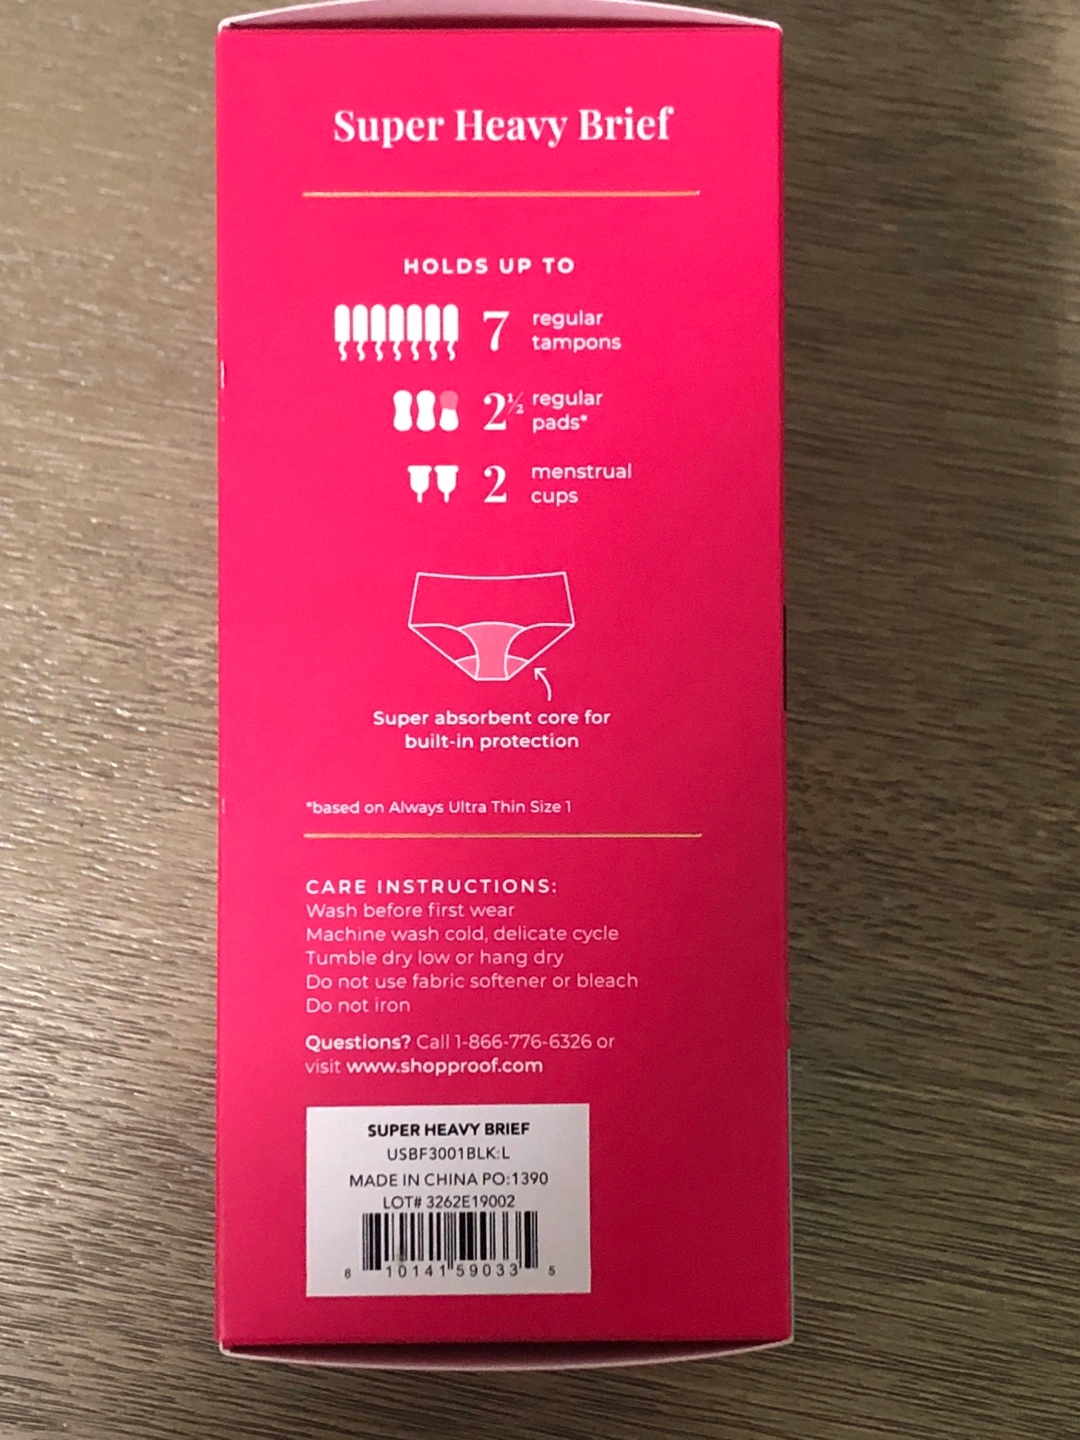 Super Heavy Brief
HOLDS UP TO
7 regular
tampons
2½ regular
pads*
2 menstrual
cups
Super absorbent core for
built-in protection
*based on Always Ultra Thin Size 1
CARE INSTRUCTIONS:
Wash before first wear
Machine wash cold, delicate cycle
Tumble dry low or hang dry
Do not use fabric softener or bleach
Do not iron
Questions? Call 1-866-776-6326 or
visit www.shopproof.com
SUPER HEAVY BRIEF
USBF3001BLK:L
MADE IN CHINA PO:1390
LOT# 3262E19002
8 10141 59033 5